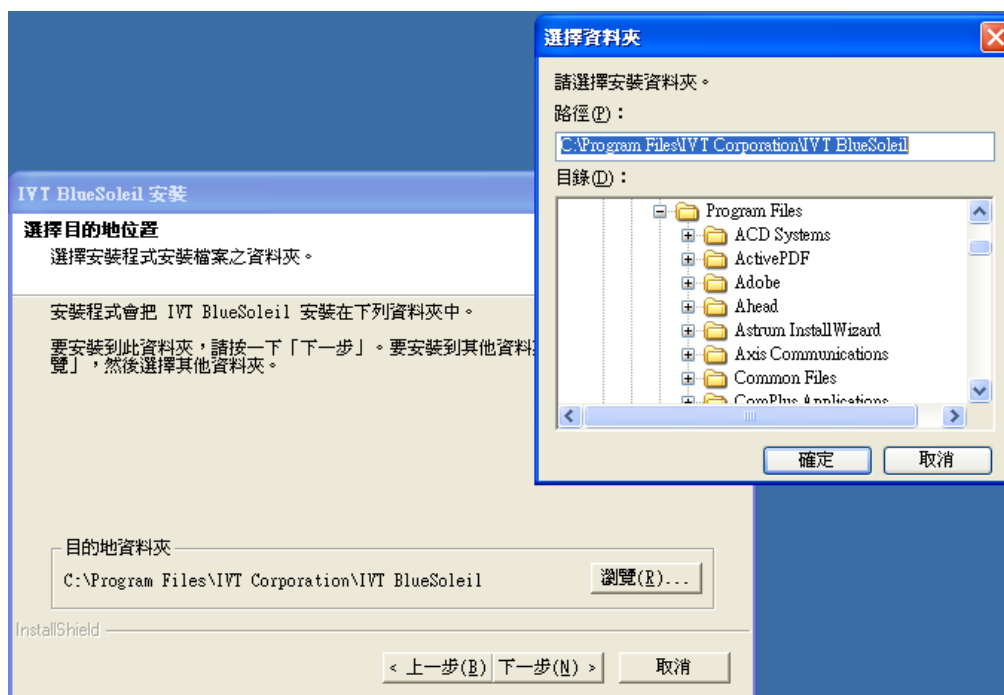 選擇資料夾
請選擇安裝資料夾。
路徑(P)：
C:\Program Files\IVT Corporation\IVT BlueSoleil
目錄(D)：
Program Files
ACD Systems
ActivePDF
Adobe
Ahead
Astrum InstallWizard
Axis Communications
Common Files
ComPlus Applications
確定
取消
IVT BlueSoleil 安裝
選擇目的地位置
選擇安裝程式安裝檔案之資料夾。
安裝程式會把 IVT BlueSoleil 安裝在下列資料夾中。
要安裝到此資料夾，請按一下「下一步」。要安裝到其他資料
覽」，然後選擇其他資料夾。
目的地資料夾
C:\Program Files\IVT Corporation\IVT BlueSoleil
瀏覽(R)...
InstallShield
< 上一步(B)
下一步(N) >
取消